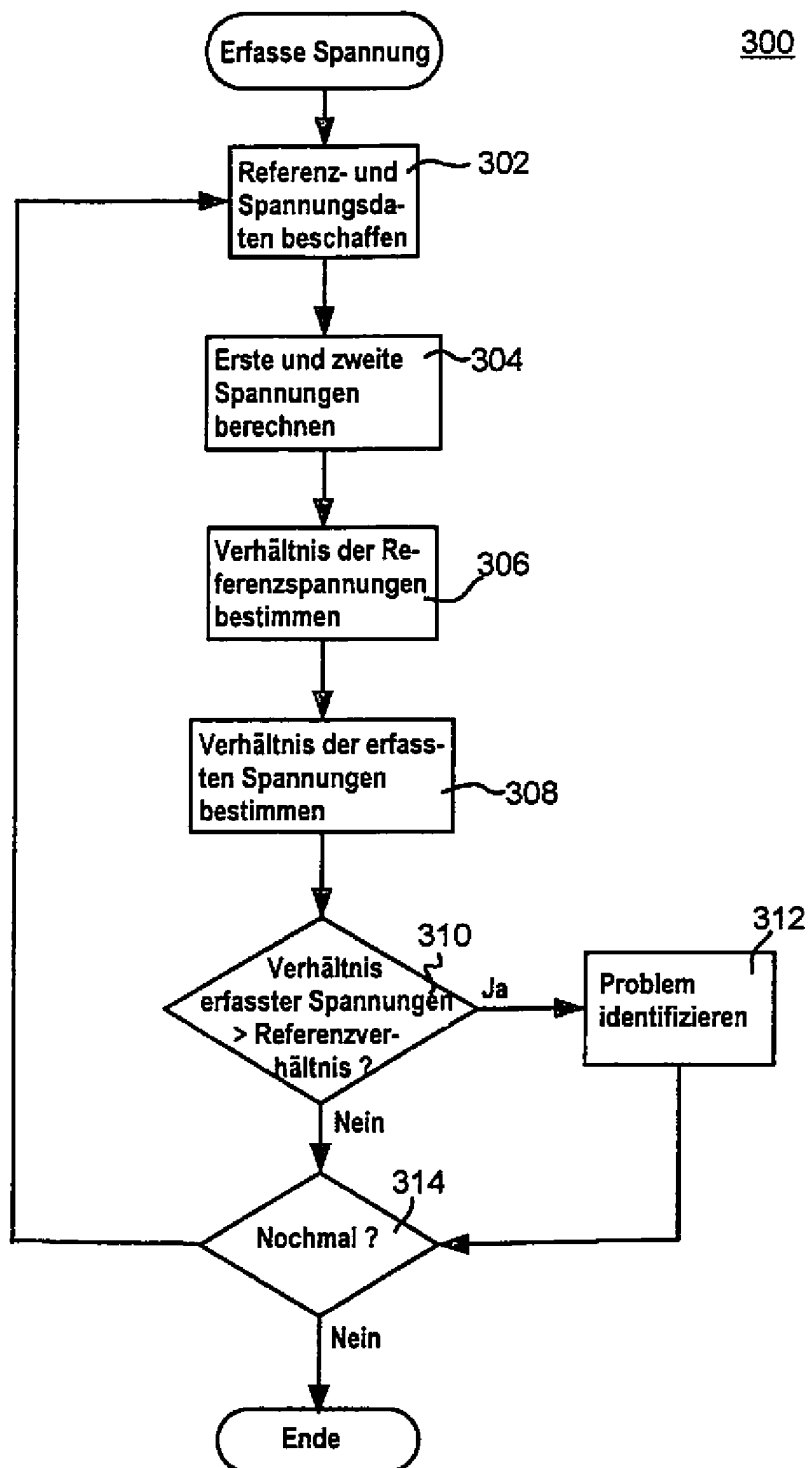 300
Erfasse Spannung
302
Referenz- und
Spannungsda-
ten beschaffen
304
Erste und zweite
Spannungen
berechnen
306
Verhältnis der Re-
ferenzspannungen
bestimmen
308
Verhältnis der erfass-
ten Spannungen
bestimmen
310
Verhältnis
erfasster Spannungen
> Referenzver-
hältnis ?
Ja
312
Problem
identifizieren
Nein
314
Nochmal ?
Nein
Ende